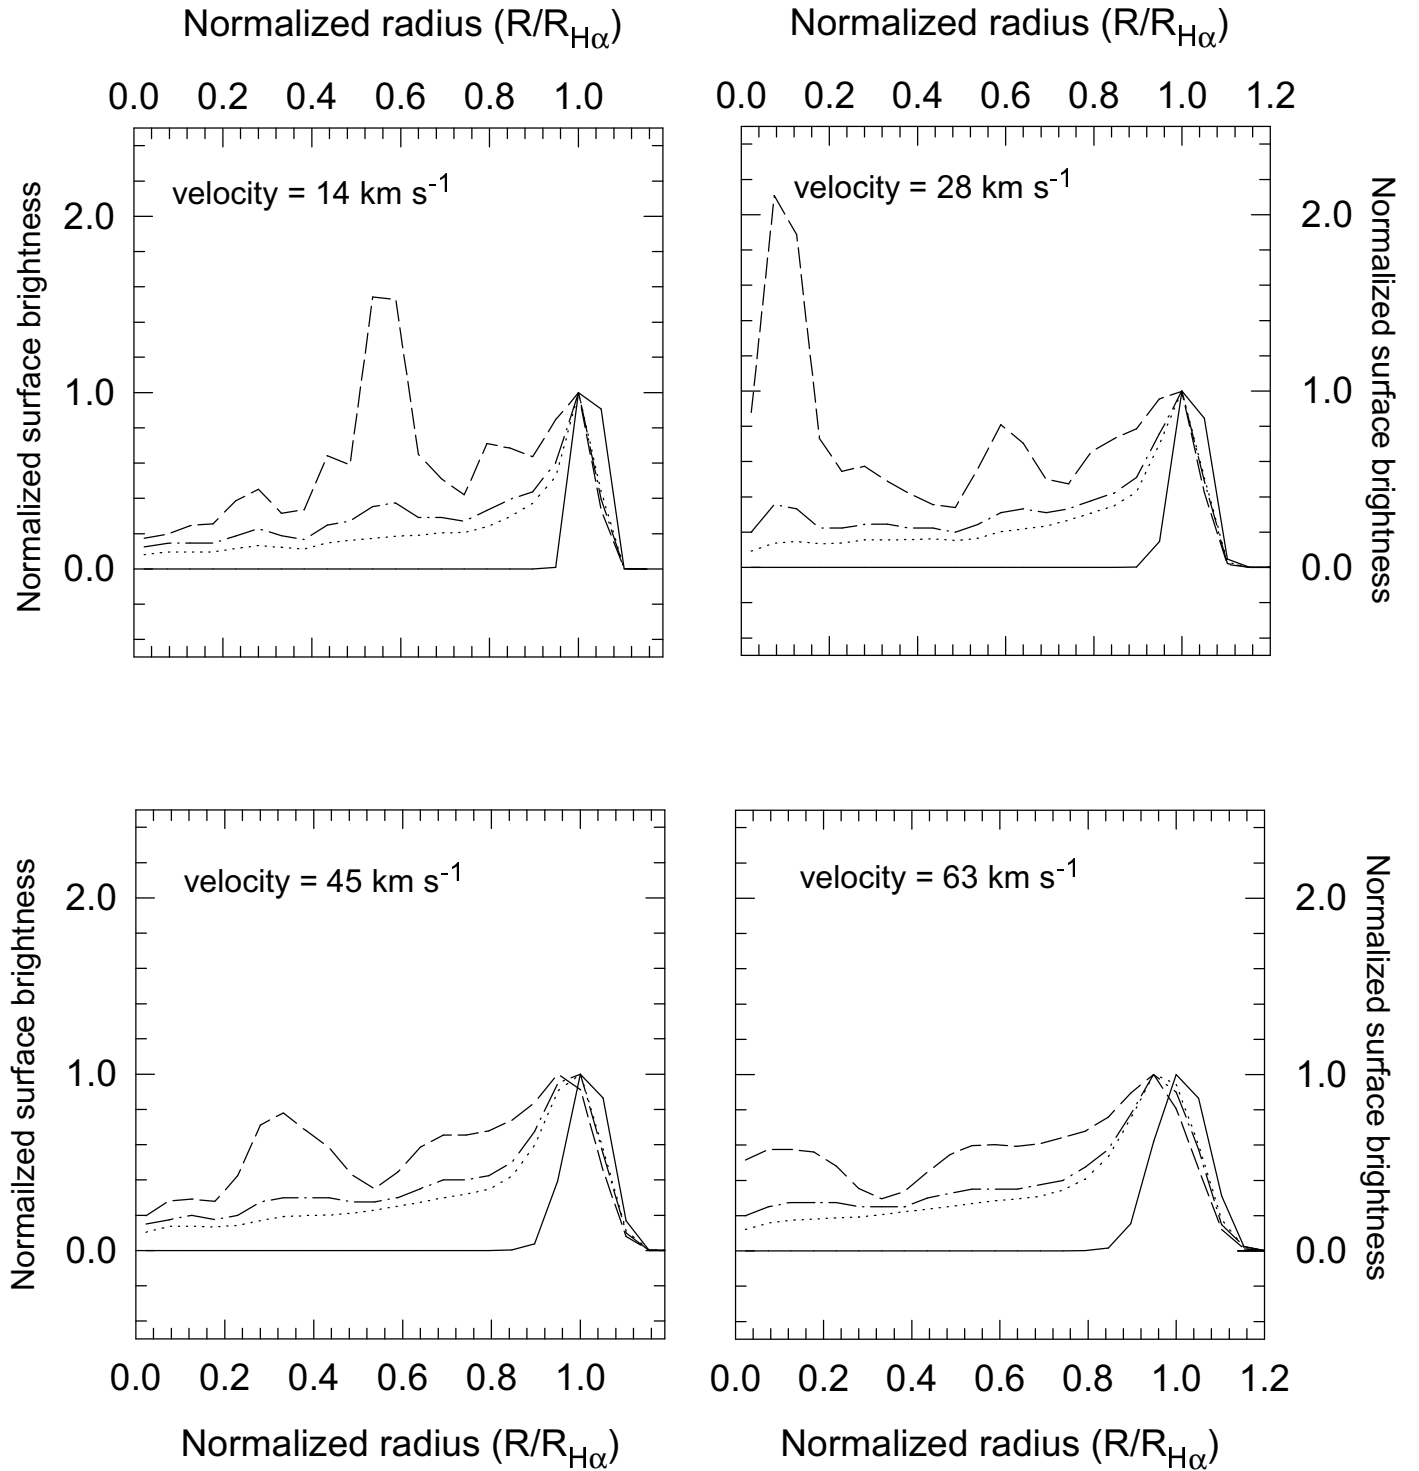 Normalized radius (R/R_Hα)
Normalized radius (R/R_Hα)
0.0 0.2 0.4 0.6 0.8 1.0
0.0 0.2 0.4 0.6 0.8 1.0 1.2
velocity = 14 km s^-1
velocity = 28 km s^-1
Normalized surface brightness
2.0
1.0
0.0
2.0
1.0
0.0
Normalized surface brightness
velocity = 45 km s^-1
velocity = 63 km s^-1
Normailzed surface brightness
2.0
1.0
0.0
2.0
1.0
0.0
Normalized surface brightness
0.0 0.2 0.4 0.6 0.8 1.0
0.0 0.2 0.4 0.6 0.8 1.0 1.2
Normalized radius (R/R_Hα)
Normalized radius (R/R_Hα)